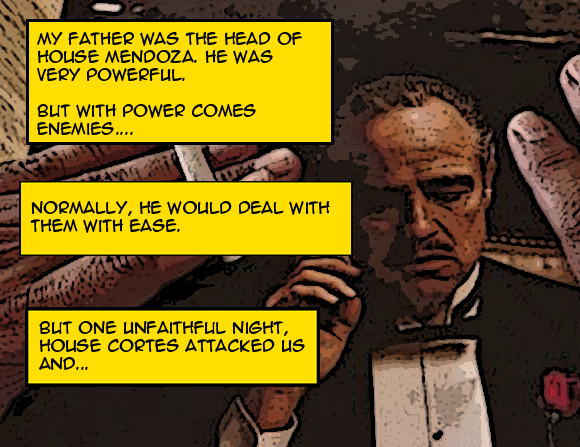 MY FATHER WAS THE HEAD OF
HOUSE MENDOZA. HE WAS
VERY POWERFUL.
BUT WITH POWER COMES
ENEMIES....
NORMALLY, HE WOULD DEAL WITH
THEM WITH EASE.
BUT ONE UNFAITHFUL NIGHT,
HOUSE CORTES ATTACKED US
AND...